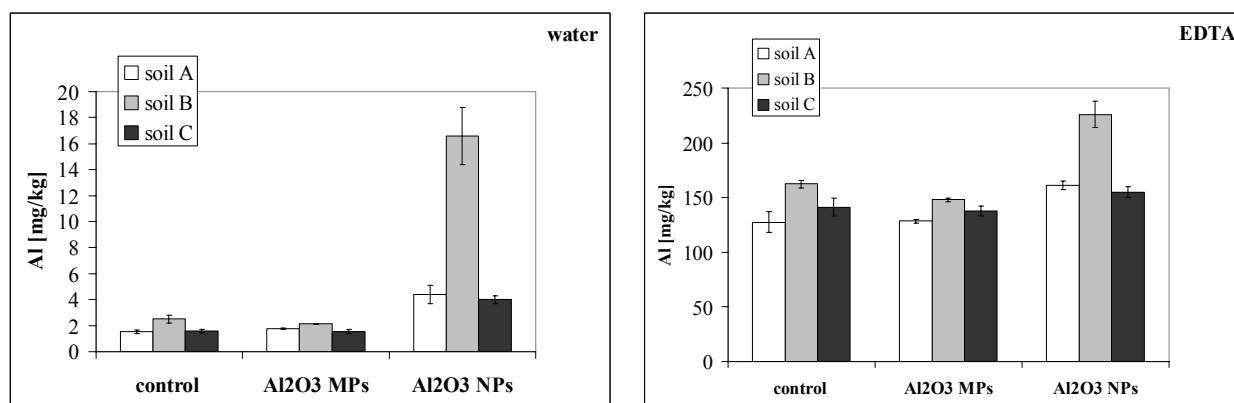 water
soil A
soil B
soil C
20
18
16
14
12
10
8
6
4
2
0
Al [mg/kg]
control
Al2O3 MPs
Al2O3 NPs
EDTA
soil A
soil B
soil C
250
200
150
100
50
0
Al [mg/kg]
control
Al2O3 MPs
Al2O3 NPs